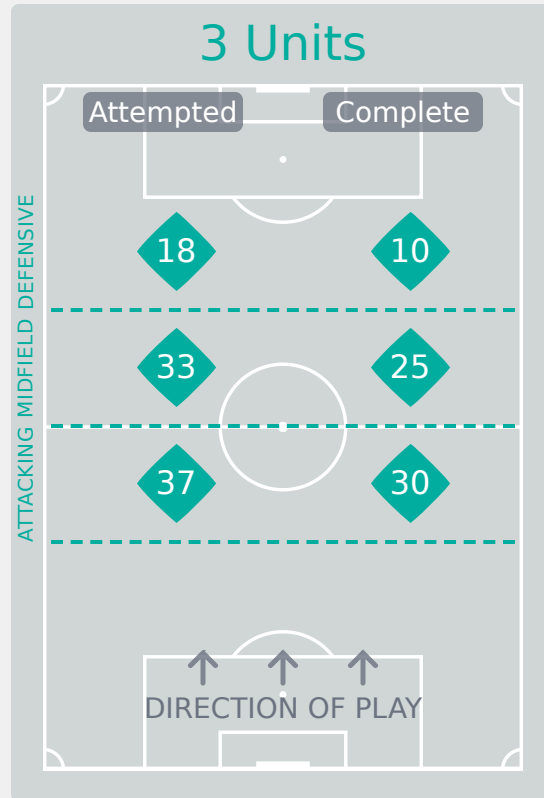 3 Units
Attempted Complete
ATTACKING MIDFIELD DEFENSIVE
18 10
33 25
37 30
DIRECTION OF PLAY